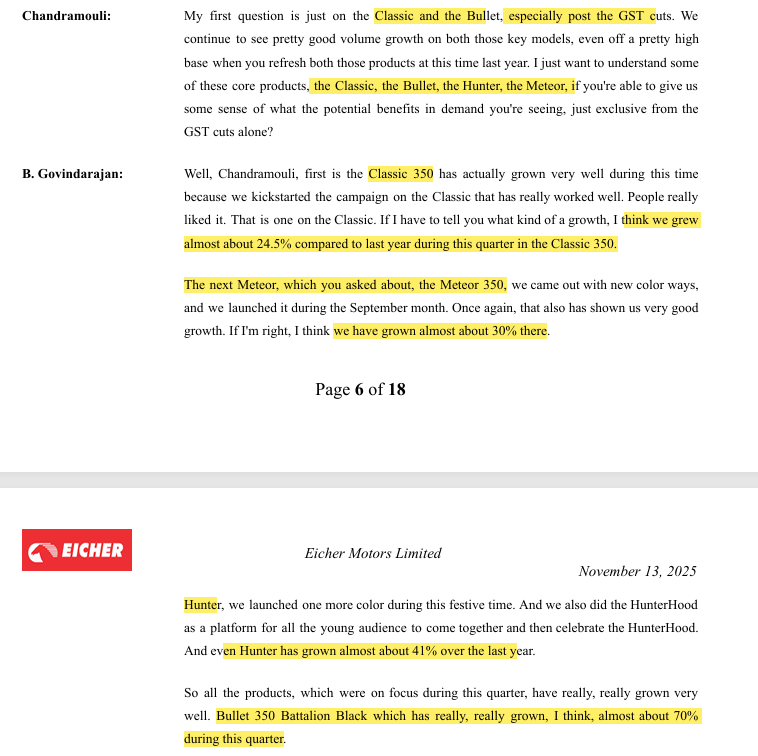 Chandramouli: My first question is just on the Classic and the Bullet, especially post the GST cuts. We
continue to see pretty good volume growth on both those key models, even off a pretty high
base when you refresh both those products at this time last year. I just want to understand some
of these core products, the Classic, the Bullet, the Hunter, the Meteor, if you're able to give us
some sense of what the potential benefits in demand you're seeing, just exclusive from the
GST cuts alone?
B. Govindarajan: Well, Chandramouli, first is the Classic 350 has actually grown very well during this time
because we kickstarted the campaign on the Classic that has really worked well. People really
liked it. That is one on the Classic. If I have to tell you what kind of a growth, I think we grew
almost about 24.5% compared to last year during this quarter in the Classic 350.
The next Meteor, which you asked about, the Meteor 350, we came out with new color ways,
and we launched it during the September month. Once again, that also has shown us very good
growth. If I'm right, I think we have grown almost about 30% there.
Page 6 of 18
EICHER
Eicher Motors Limited
November 13, 2025
Hunter, we launched one more color during this festive time. And we also did the HunterHood
as a platform for all the young audience to come together and then celebrate the HunterHood.
And even Hunter has grown almost about 41% over the last year.
So all the products, which were on focus during this quarter, have really, really grown very
well. Bullet 350 Battalion Black which has really, really grown, I think, almost about 70%
during this quarter.